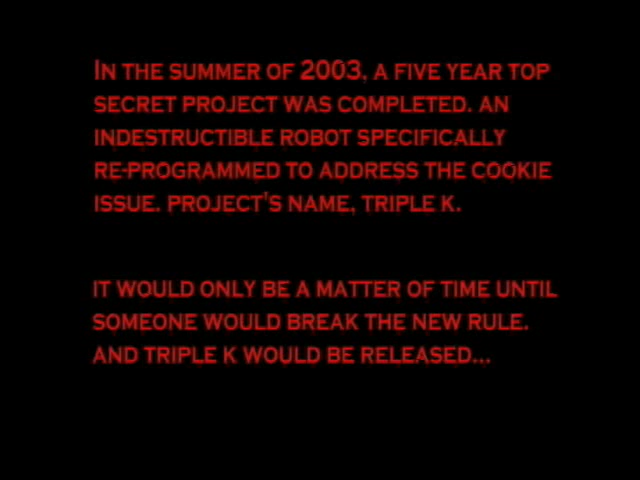 In the summer of 2003, a five year top
secret project was completed. an
indestructible robot specifically
re-programmed to address the cookie
issue. project's name, triple k.
it would only be a matter of time until
someone would break the new rule.
and triple k would be released...